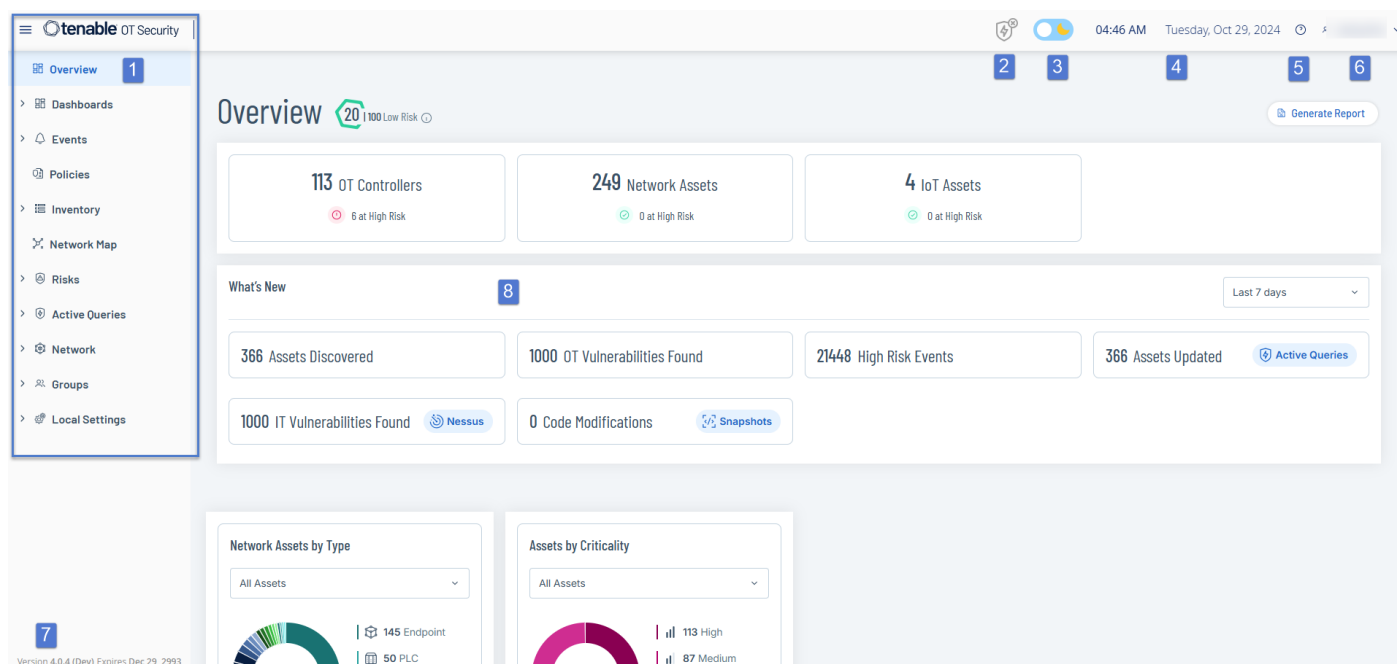 tenable OT Security
04:46 AM Tuesday, Oct 29, 2024
2 3 4 5 6
Overview 1
Dashboards
Events
Policies
Inventory
Network Map
Risks
Active Queries
Network
Groups
Local Settings
Overview 20 | 100 Low Risk
Generate Report
113 OT Controllers
6 at High Risk
249 Network Assets
0 at High Risk
4 IoT Assets
0 at High Risk
What's New
8
Last 7 days
366 Assets Discovered
1000 OT Vulnerabilities Found
21448 High Risk Events
366 Assets Updated Active Queries
1000 IT Vulnerabilities Found Nessus
0 Code Modifications Snapshots
Network Assets by Type
All Assets
145 Endpoint
50 PLC
Assets by Criticality
All Assets
113 High
87 Medium
7
Version 4.0.4 (Dev) Expires Dec 29, 2993